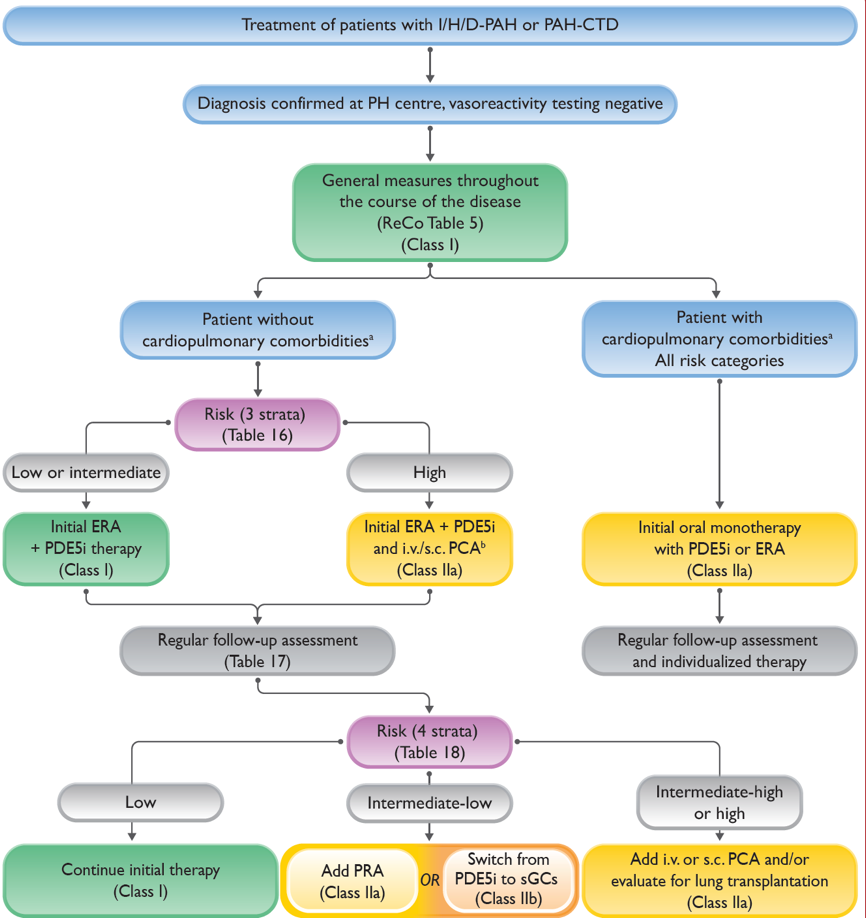 Treatment of patients with I/H/D-PAH or PAH-CTD
Diagnosis confirmed at PH centre, vasoreactivity testing negative
General measures throughout
the course of the disease
(ReCo Table 5)
(Class I)
Patient without
cardiopulmonary comorbiditiesᵃ
Patient with
cardiopulmonary comorbiditiesᵃ
All risk categories
Risk (3 strata)
(Table 16)
Low or intermediate
High
Initial ERA
+ PDE5i therapy
(Class I)
Initial ERA + PDE5i
and i.v./s.c. PCAᵇ
(Class IIa)
Initial oral monotherapy
with PDE5i or ERA
(Class IIa)
Regular follow-up assessment
(Table 17)
Regular follow-up assessment
and individualized therapy
Risk (4 strata)
(Table 18)
Low
Intermediate-low
Intermediate-high
or high
Continue initial therapy
(Class I)
Add PRA
(Class IIa)
OR
Switch from
PDE5i to sGCs
(Class IIb)
Add i.v. or s.c. PCA and/or
evaluate for lung transplantation
(Class IIa)